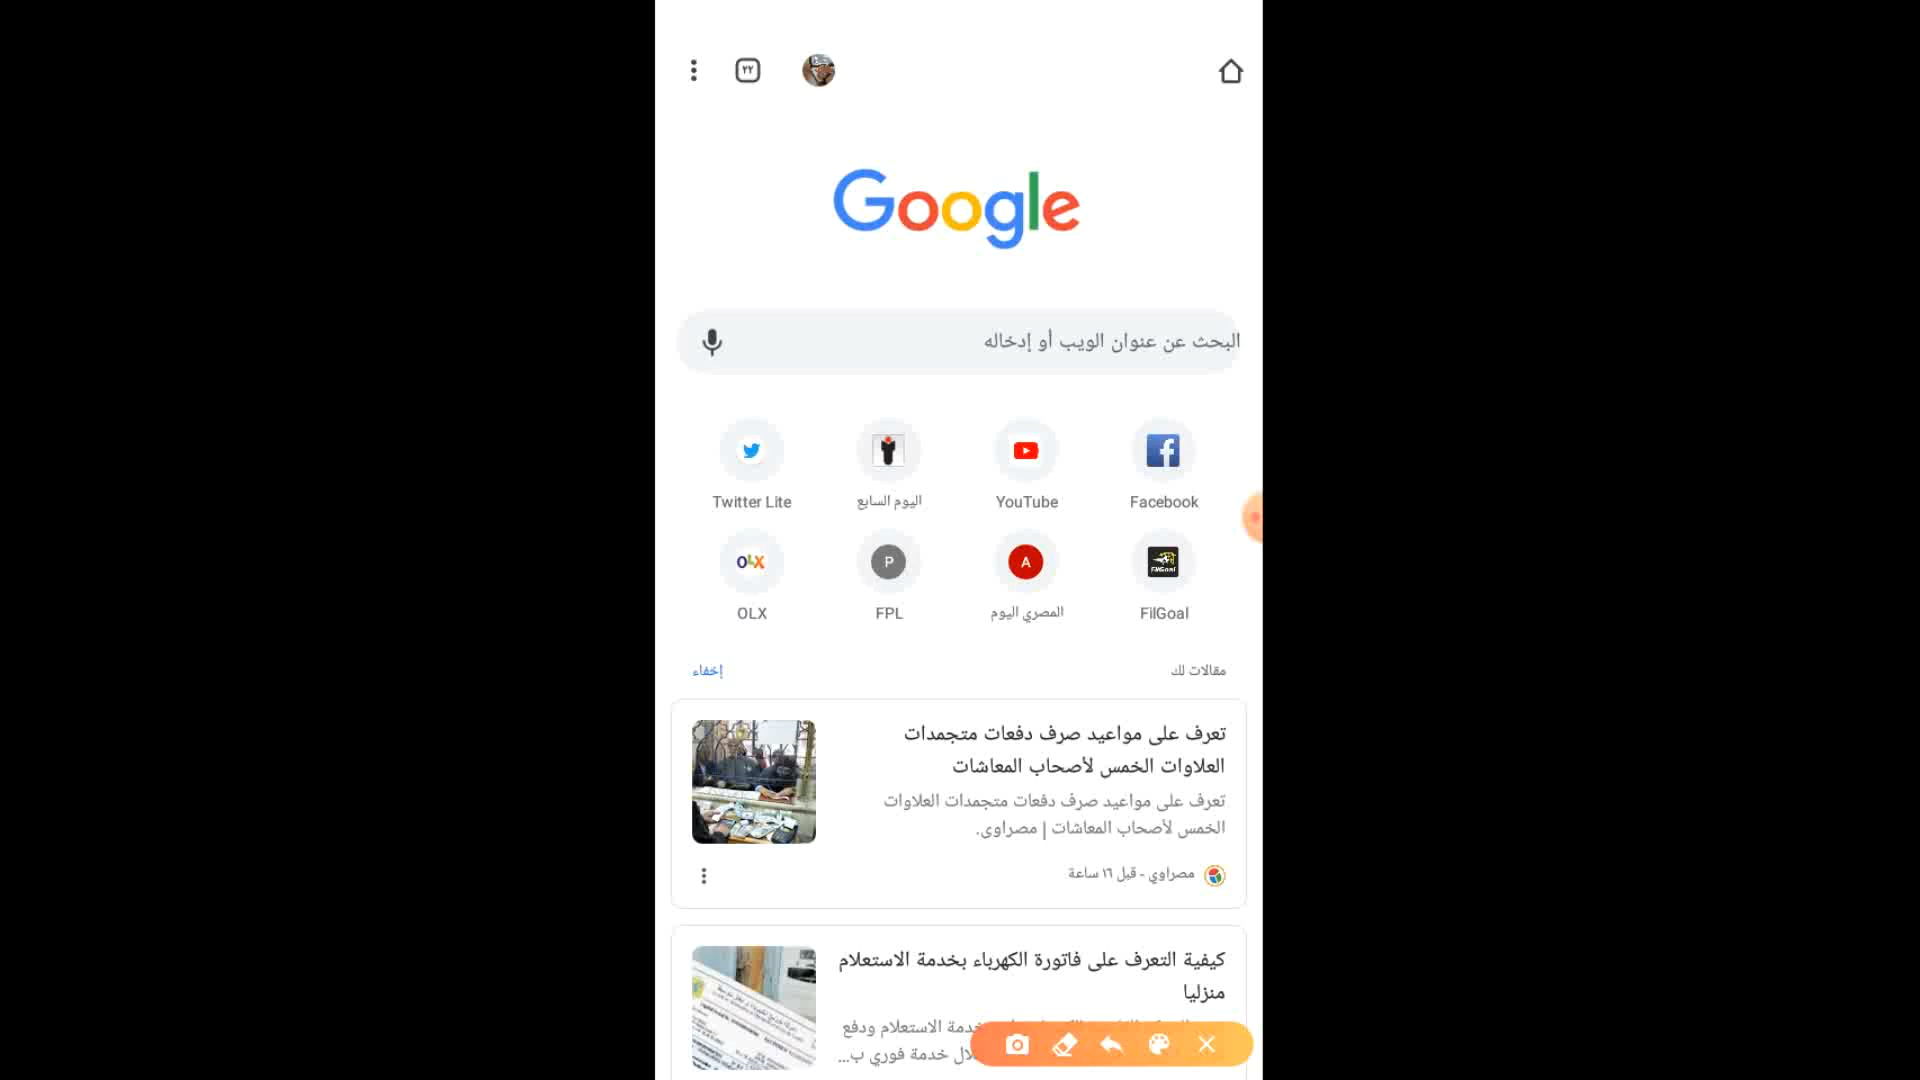 ٢٢
Google
البحث عن عنوان الويب أو إدخاله
Facebook
YouTube
اليوم السابع
Twitter Lite
FilGoal
المصري اليوم
FPL
OLX
مقالات لك
إخفاء
تعرف على مواعيد صرف دفعات متجمدات
العلاوات الخمس لأصحاب المعاشات
تعرف على مواعيد صرف دفعات متجمدات العلاوات
الخمس لأصحاب المعاشات | مصراوى.
مصراوي - قبل ١٦ ساعة
كيفية التعرف على فاتورة الكهرباء بخدمة الاستعلام
منزليا
خدمة الاستعلام ودفع
خدمة فوري ب...